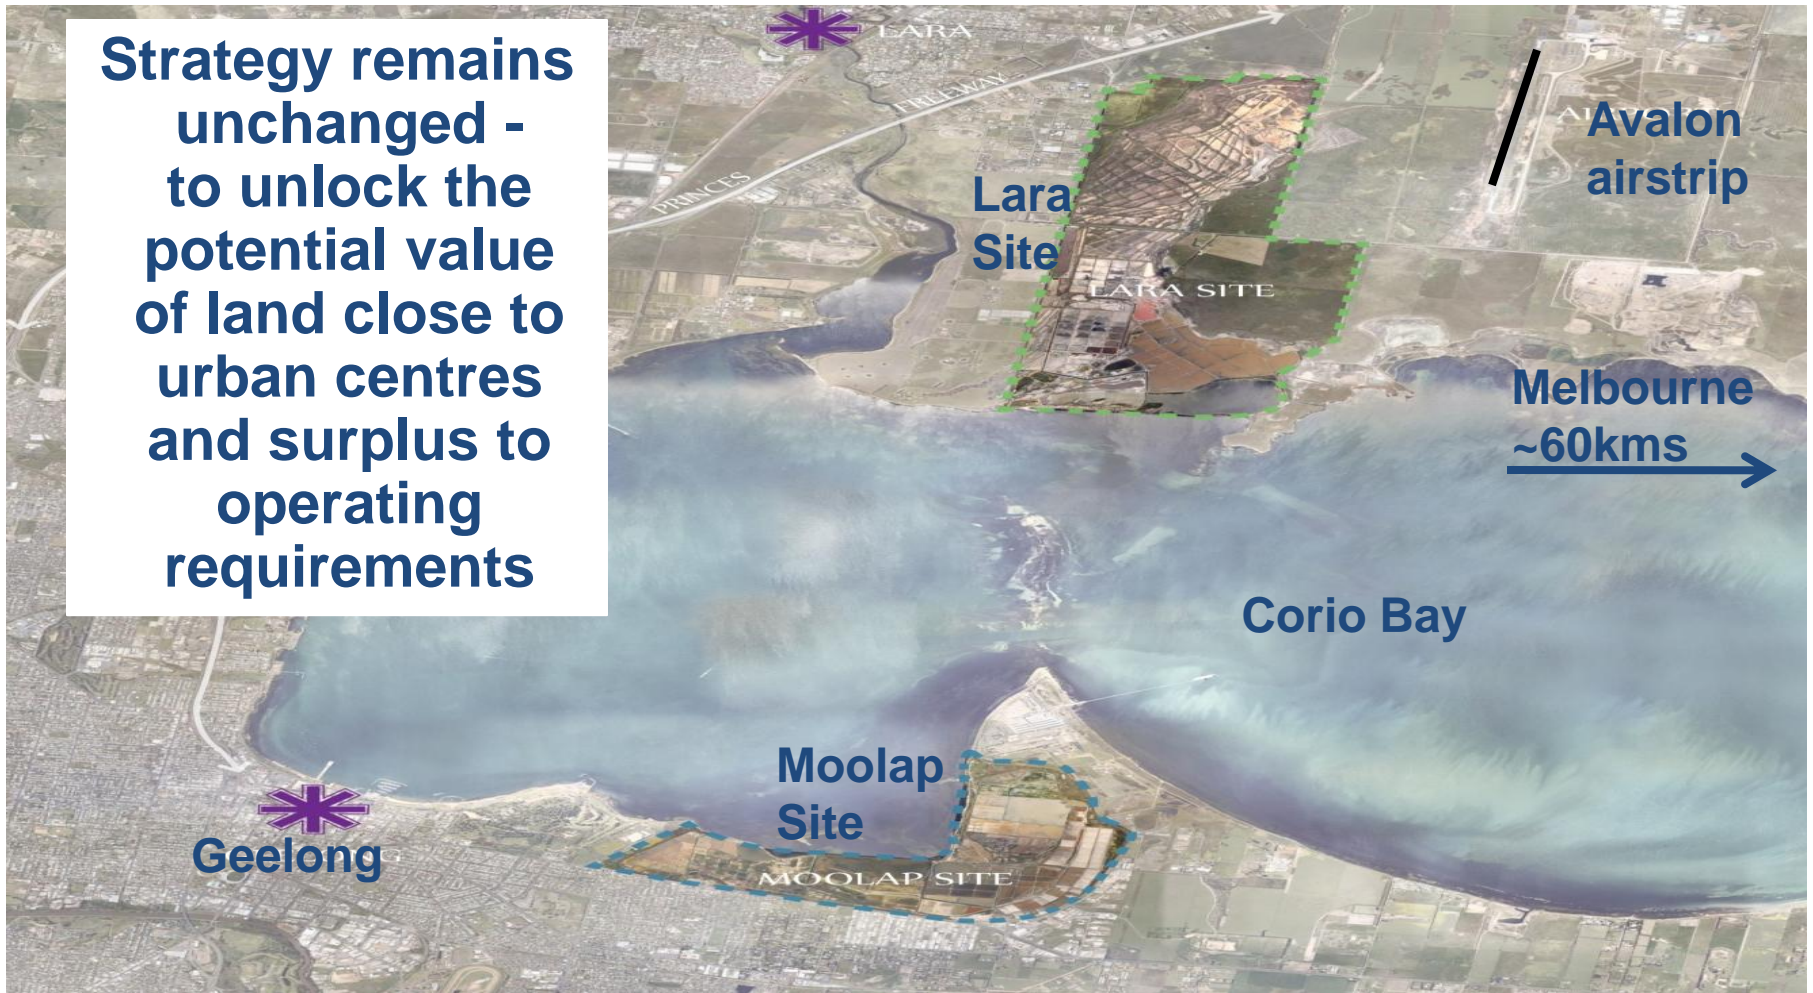 Strategy remains
unchanged -
to unlock the
potential value
of land close to
urban centres
and surplus to
operating
requirements
LARA
FREEWAY
PRINCES
Lara
Site
LARA SITE
Avalon
airstrip
Melbourne
~60kms
Corio Bay
Moolap
Site
MOOLAP SITE
Geelong